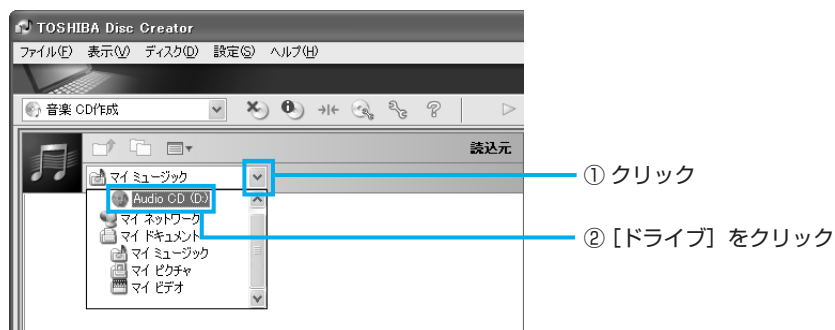 TOSHIBA Disc Creator
ファイル(F) 表示(V) ディスク(D) 設定(S) ヘルプ(H)
音楽 CD作成
読込元
マイ ミュージック
① クリック
Audio CD (D:)
マイ ネットワーク
マイ ドキュメント
② [ドライブ] をクリック
マイ ミュージック
マイ ピクチャ
マイ ビデオ